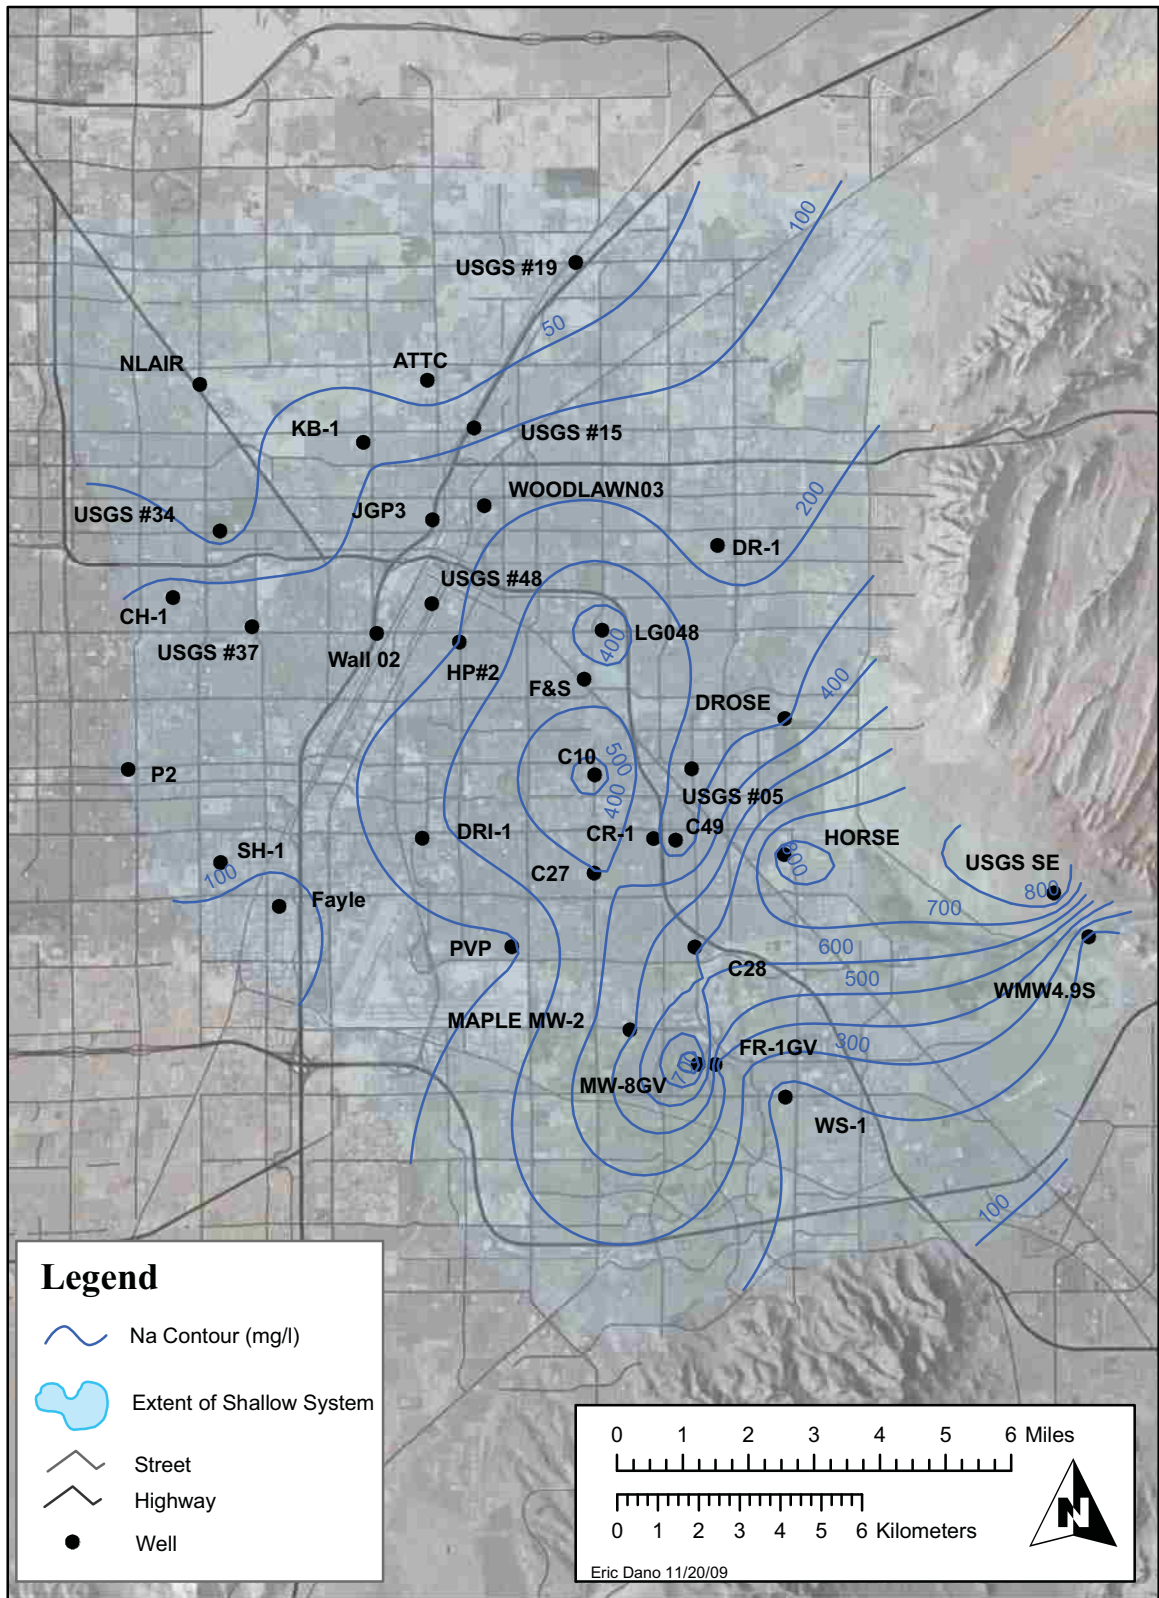 100
USGS #19
50
NLAIR
ATTC
KB-1
USGS #15
200
WOODLAWN03
USGS #34
JGP3
DR-1
USGS #48
CH-1
USGS #37
Wall 02
HP#2
400
LG048
F&S
400
DROSE
C10
500
400
P2
USGS #05
DRI-1
CR-1
C49
HORSE
800
SH-1
100
C27
USGS SE
800
Fayle
700
PVP
600
C28
500
WMW4.9S
MAPLE MW-2
300
FR-1GV
700
MW-8GV
WS-1
100
Legend
Na Contour (mg/l)
Extent of Shallow System
Street
Highway
Well
0 1 2 3 4 5 6 Miles
0 1 2 3 4 5 6 Kilometers
N
Eric Dano 11/20/09